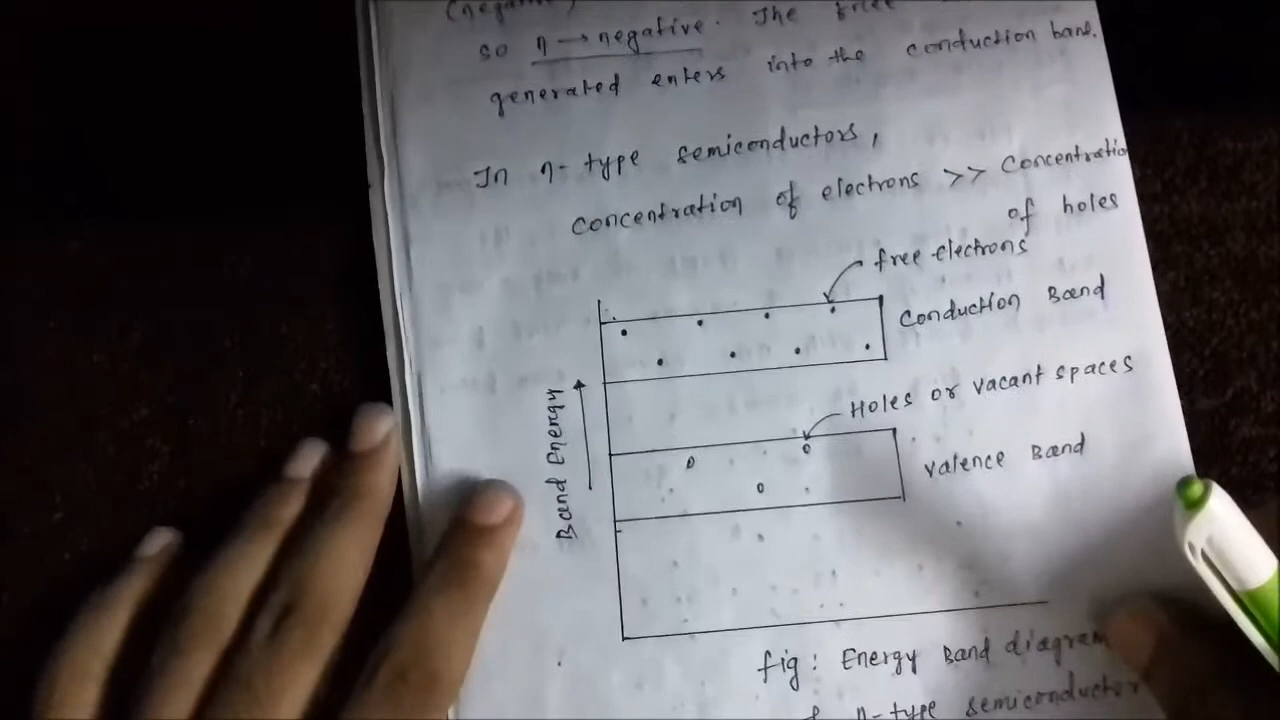 so η → negative. The free
generated enters into the conduction band.
In η-type semiconductors,
concentration of electrons >> Concentratio
of holes
free electrons
Conduction Band
Holes or vacant spaces
Valence Band
Band Energy
fig: Energy Band diagram
η-type semiconductor